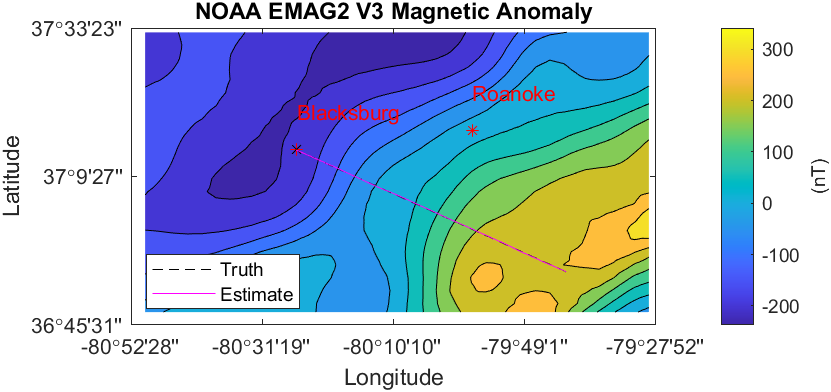 NOAA EMAG2 V3 Magnetic Anomaly
37°33'23"
37°9'27"
36°45'31"
Latitude
Blacksburg
Roanoke
Truth
Estimate
-80°52'28"
-80°31'19"
-80°10'10"
-79°49'1"
-79°27'52"
Longitude
300
200
100
0
-100
-200
(nT)